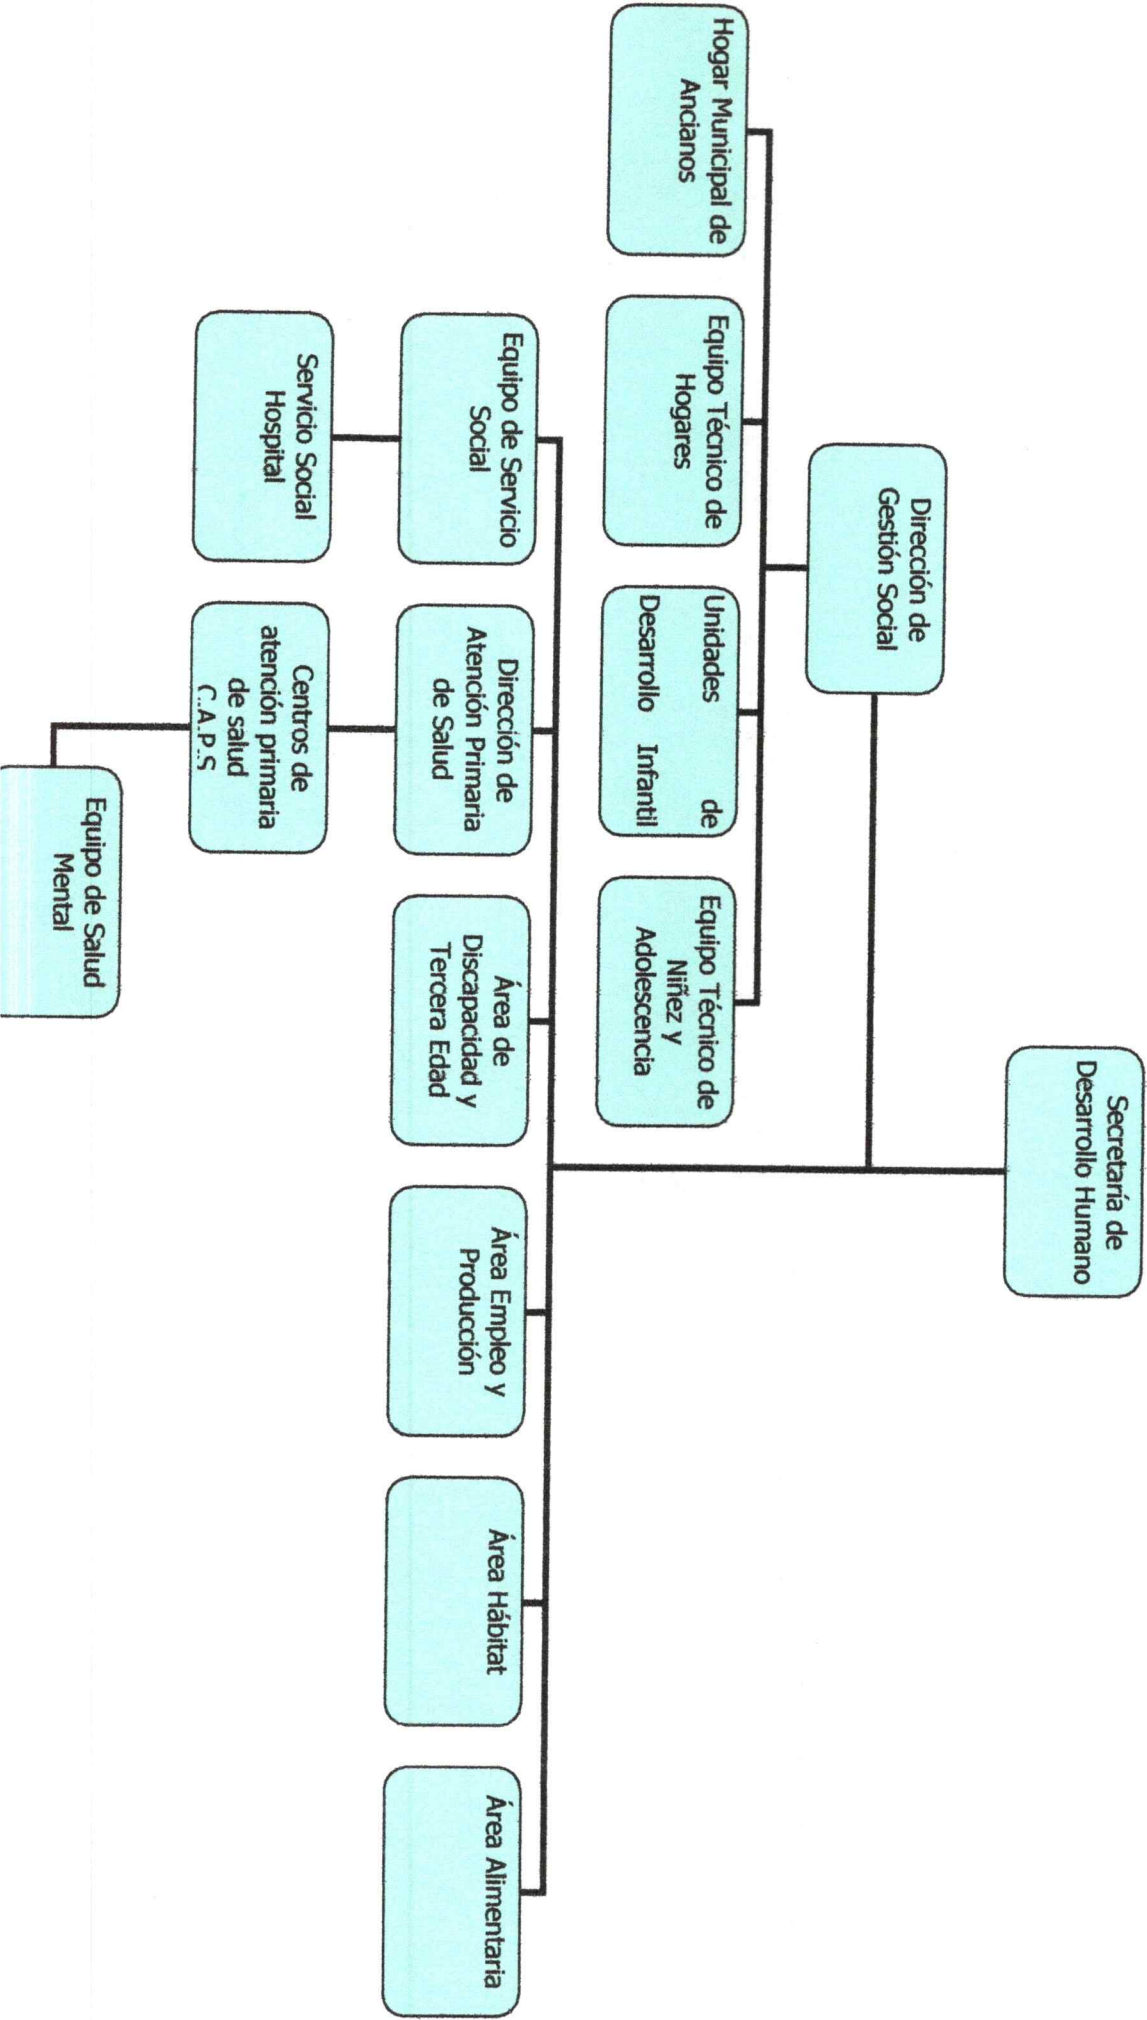 Secretaría de
Desarrollo Humano
Dirección de
Gestión Social
Hogar Municipal de
Ancianos
Equipo Técnico de
Hogares
Unidades de
Desarrollo Infantil
Equipo Técnico de
Niñez y
Adolescencia
Equipo de Servicio
Social
Dirección de
Atención Primaria
de Salud
Área de
Discapacidad y
Tercera Edad
Área Empleo y
Producción
Área Hábitat
Área Alimentaria
Servicio Social
Hospital
Centros de
atención primaria
de salud
C.A.P.S
Equipo de Salud
Mental